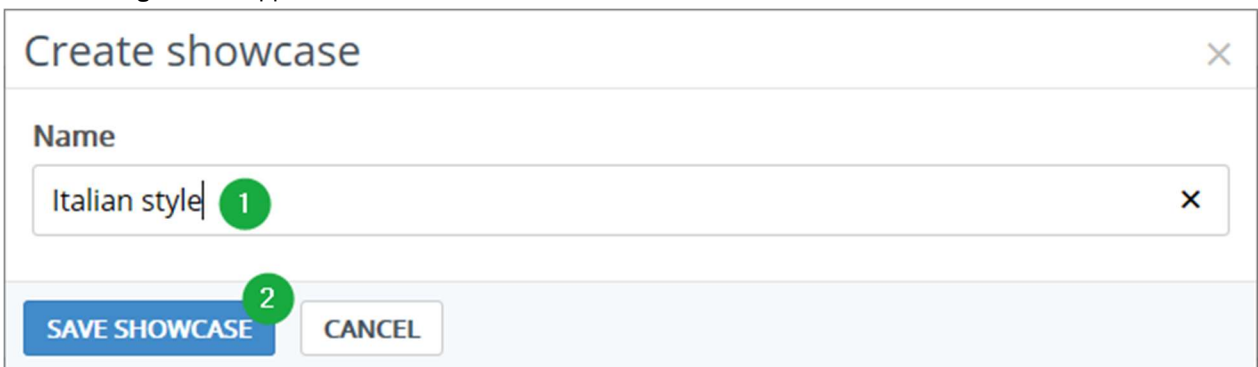 Create showcase ×
Name
Italian style 1 ×
2
SAVE SHOWCASE CANCEL